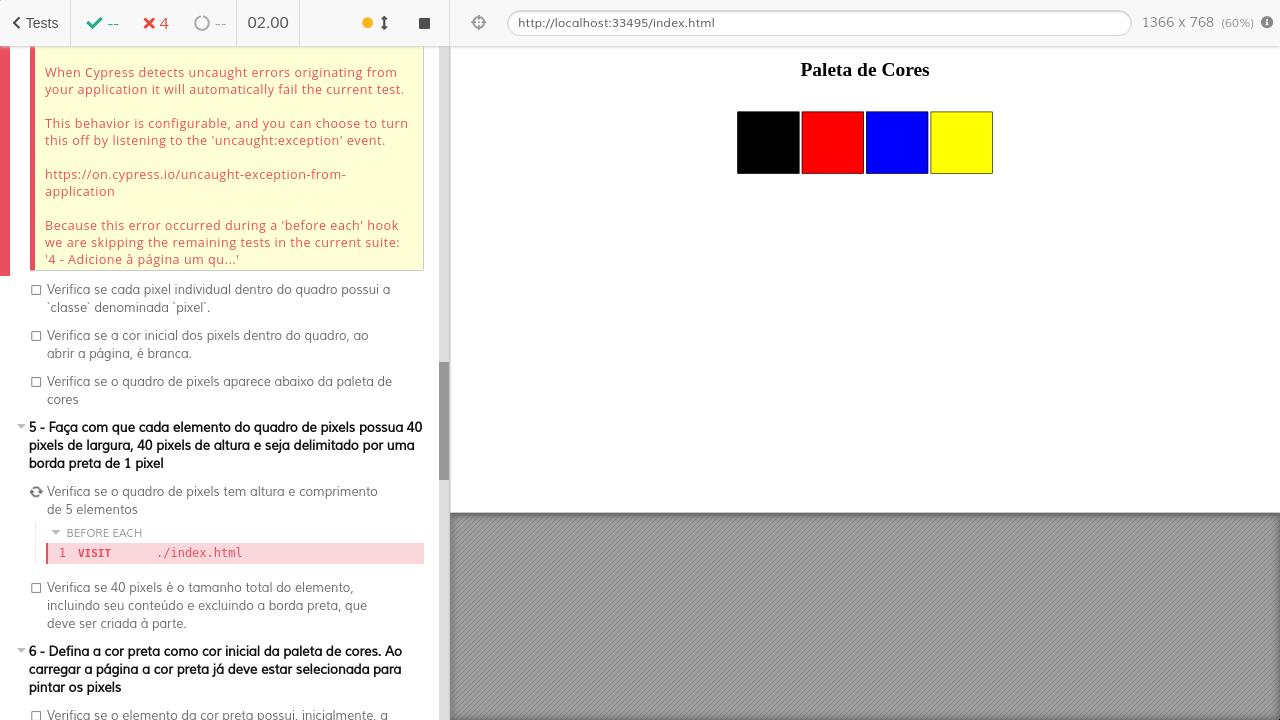 Tests
--
4
--
02.00
http://localhost:33495/index.html
1366 x 768 (60%)
When Cypress detects uncaught errors originating from
your application it will automatically fail the current test.
This behavior is configurable, and you can choose to turn
this off by listening to the 'uncaught:exception' event.
https://on.cypress.io/uncaught-exception-from-
application
Because this error occurred during a 'before each' hook
we are skipping the remaining tests in the current suite:
'4 - Adicione à página um qu...'
Verifica se cada pixel individual dentro do quadro possui a
`classe` denominada `pixel`.
Verifica se a cor inicial dos pixels dentro do quadro, ao
abrir a página, é branca.
Verifica se o quadro de pixels aparece abaixo da paleta de
cores
5 - Faça com que cada elemento do quadro de pixels possua 40
pixels de largura, 40 pixels de altura e seja delimitado por uma
borda preta de 1 pixel
Verifica se o quadro de pixels tem altura e comprimento
de 5 elementos
BEFORE EACH
1 VISIT ./index.html
Verifica se 40 pixels é o tamanho total do elemento,
incluindo seu conteúdo e excluindo a borda preta, que
deve ser criada à parte.
6 - Defina a cor preta como cor inicial da paleta de cores. Ao
carregar a página a cor preta já deve estar selecionada para
pintar os pixels
Verifica se o elemento da cor preta possui, inicialmente, a
Paleta de Cores